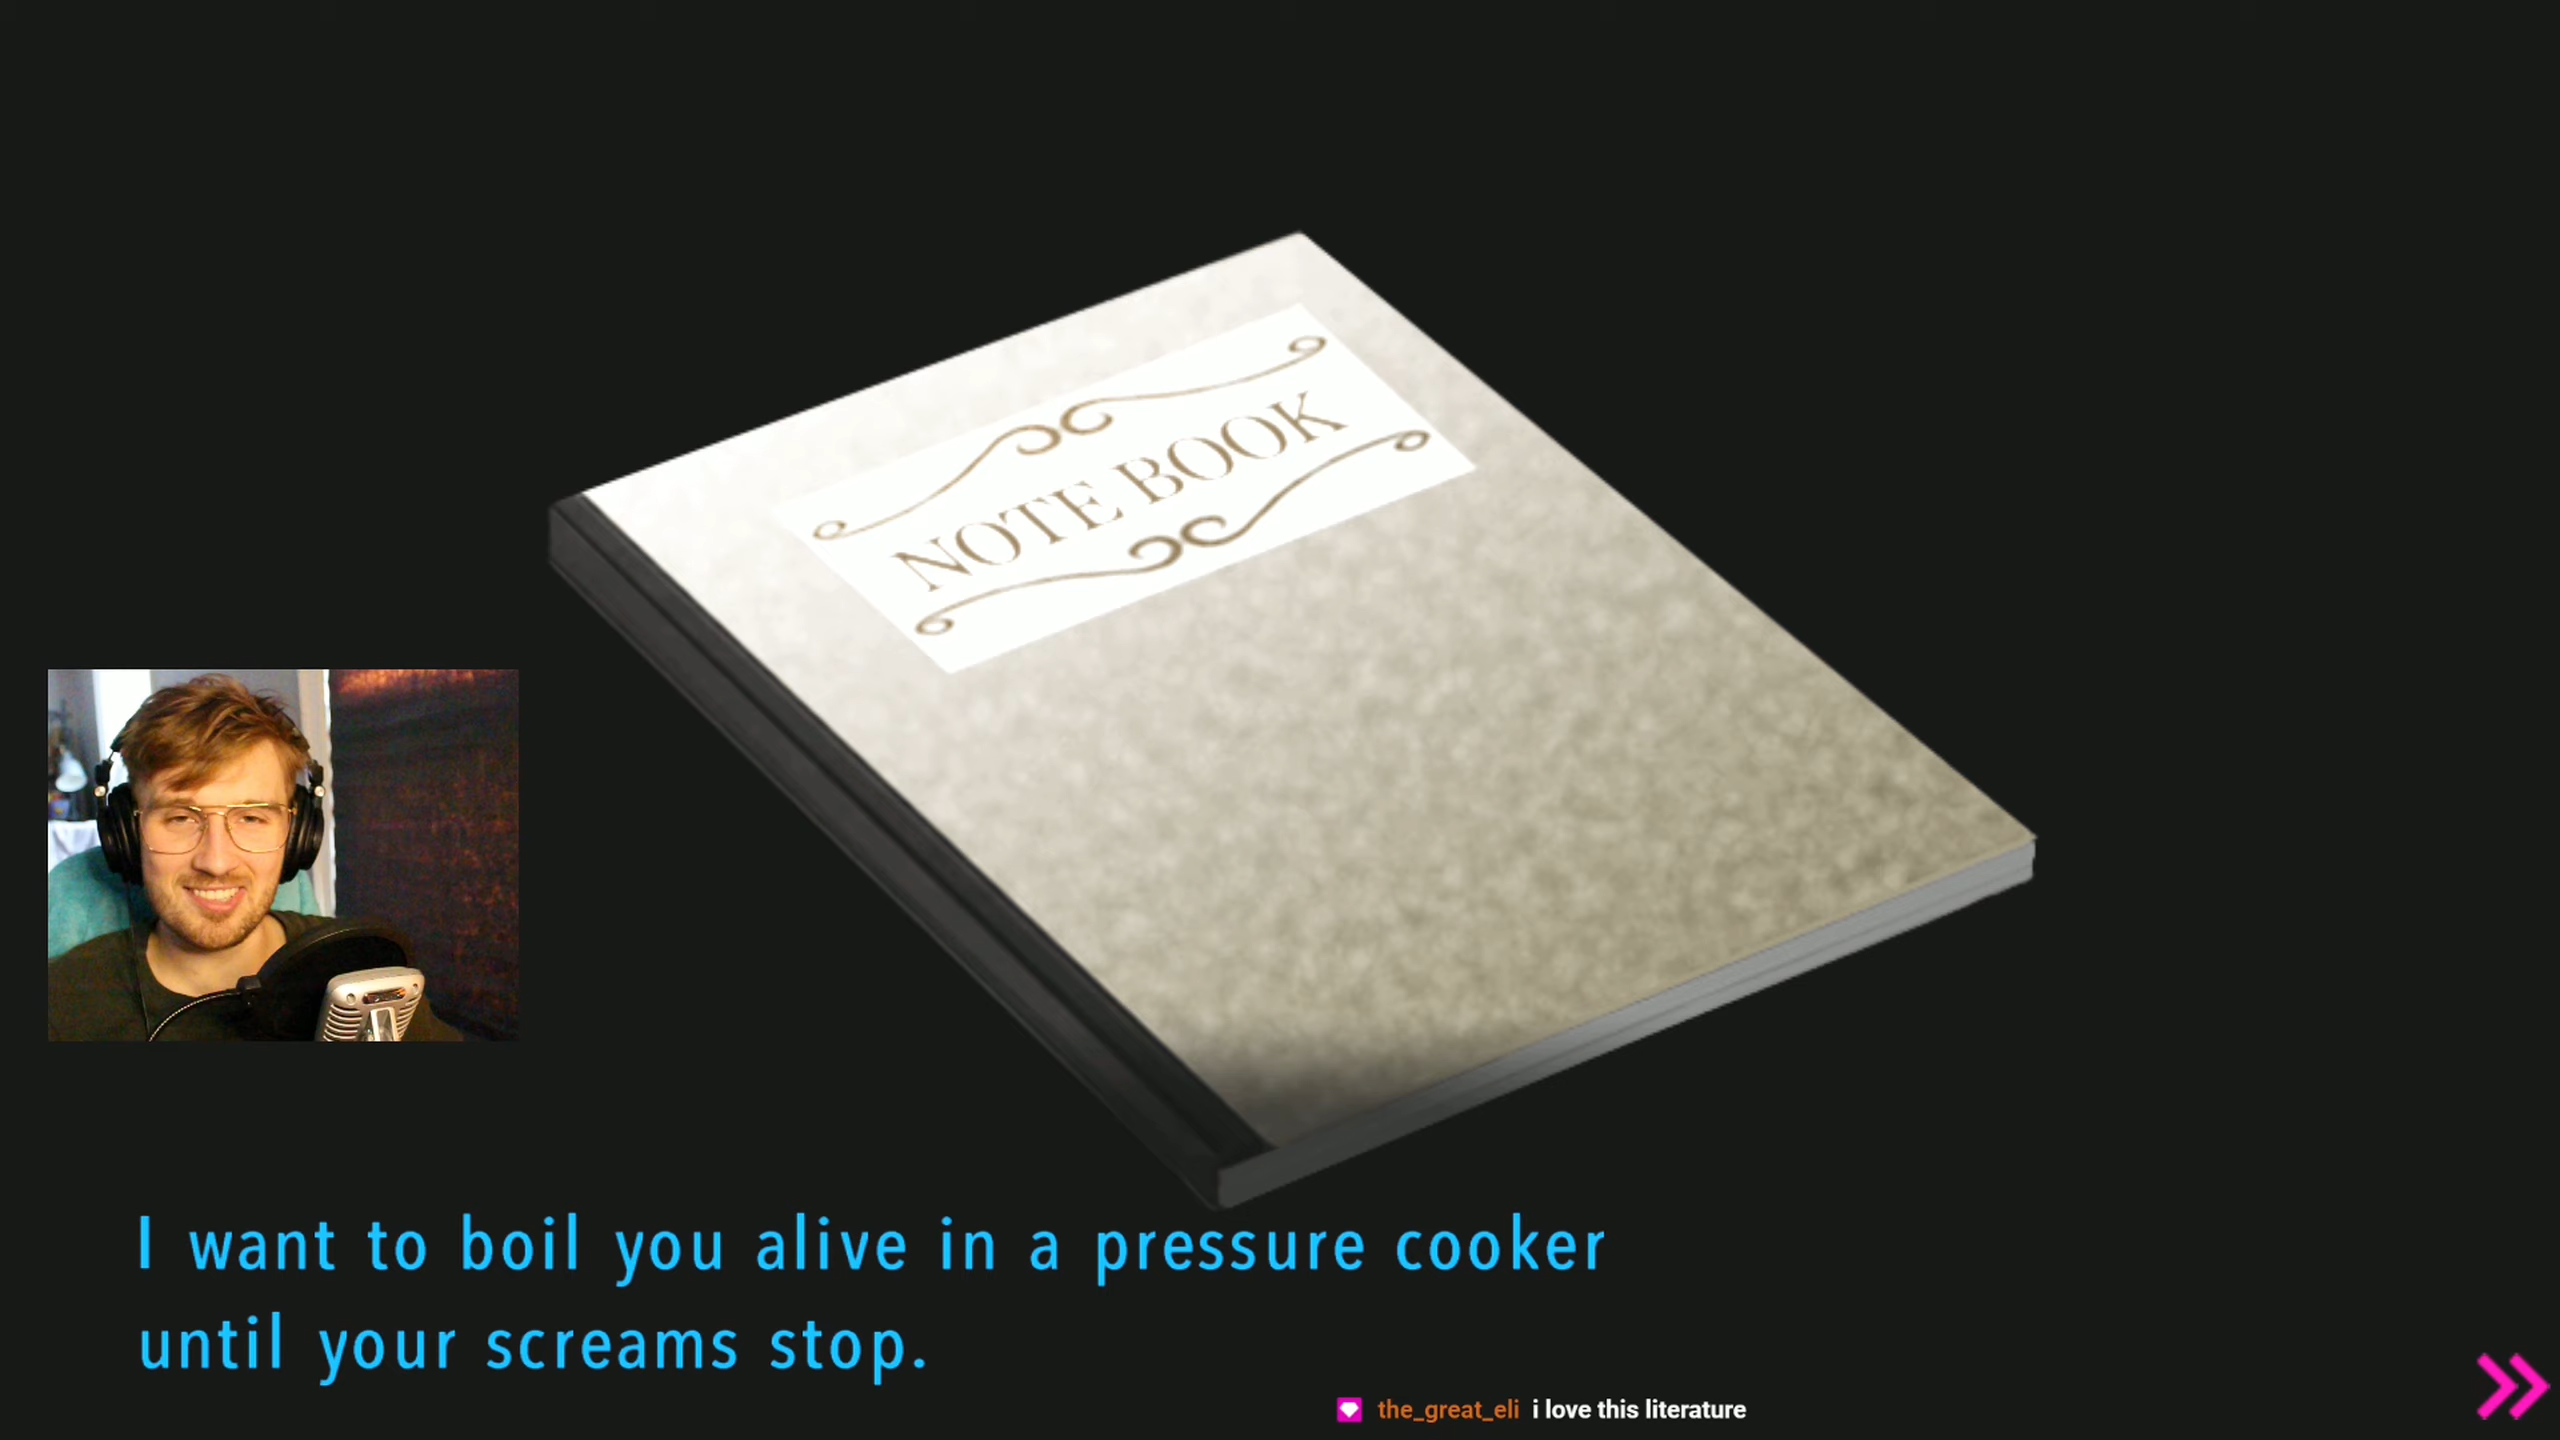 NOTE BOOK
I want to boil you alive in a pressure cooker
until your screams stop.
the_great_eli i love this literature